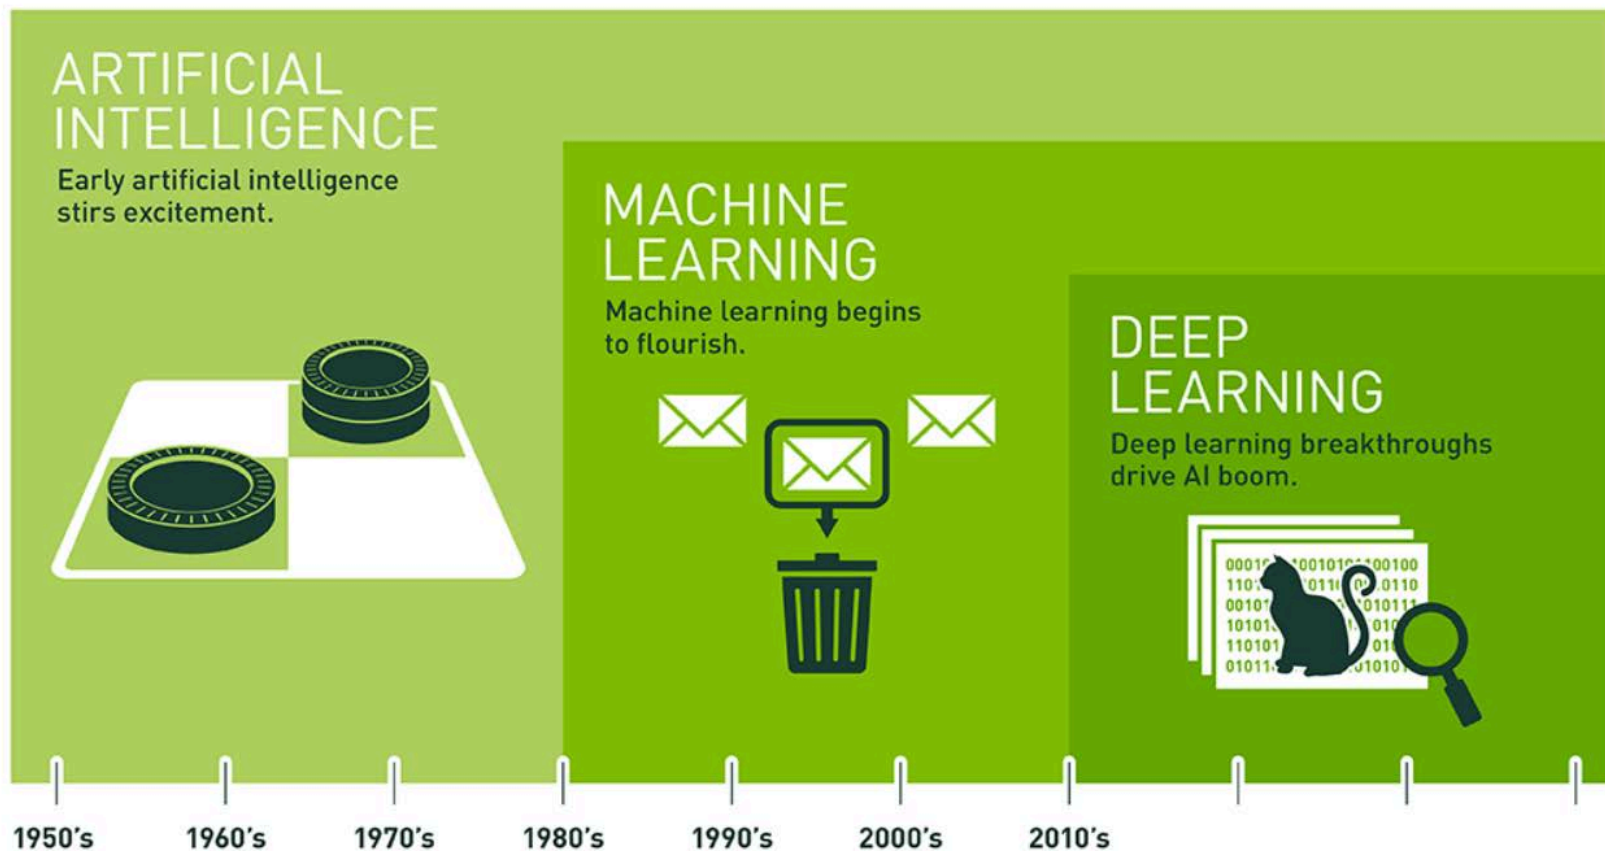 ARTIFICIAL
INTELLIGENCE
Early artificial intelligence
stirs excitement.
MACHINE
LEARNING
Machine learning begins
to flourish.
DEEP
LEARNING
Deep learning breakthroughs
drive AI boom.
1950's 1960's 1970's 1980's 1990's 2000's 2010's